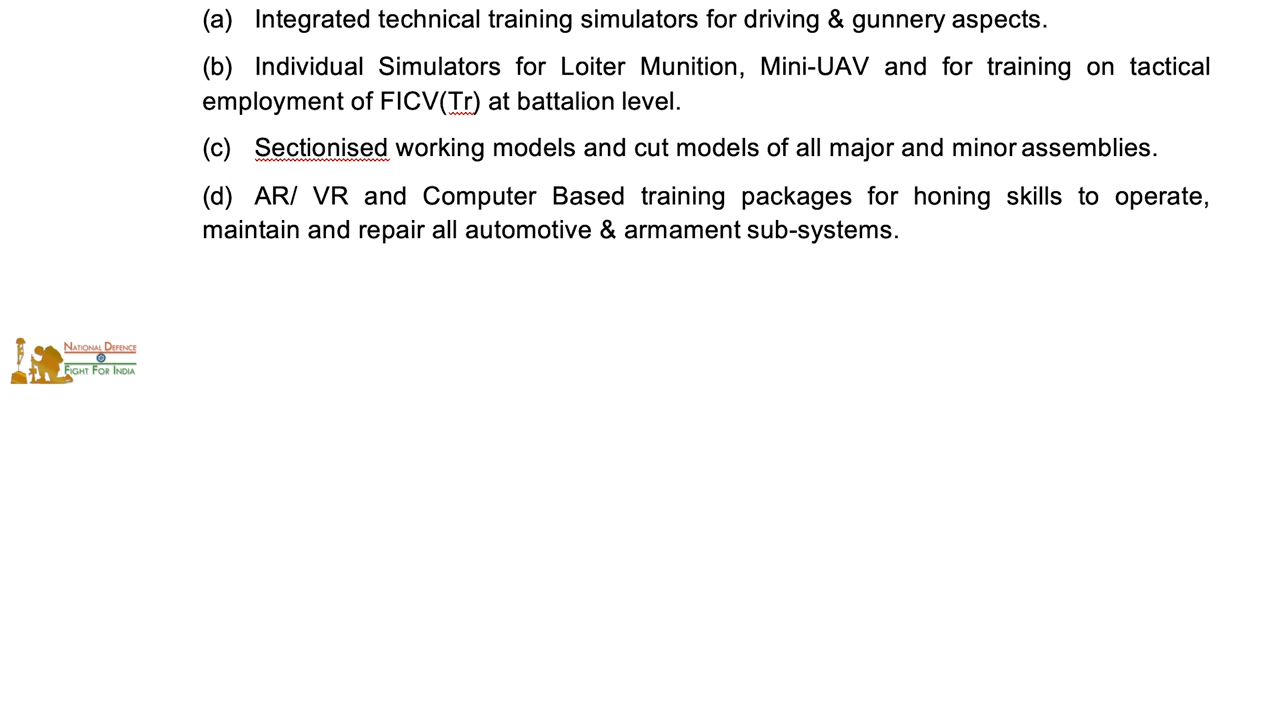 (a) Integrated technical training simulators for driving & gunnery aspects.
(b) Individual Simulators for Loiter Munition, Mini-UAV and for training on tactical
employment of FICV(Tr) at battalion level.
(c) Sectionised working models and cut models of all major and minor assemblies.
(d) AR/ VR and Computer Based training packages for honing skills to operate,
maintain and repair all automotive & armament sub-systems.
NATIONAL DEFENCE
FIGHT FOR INDIA